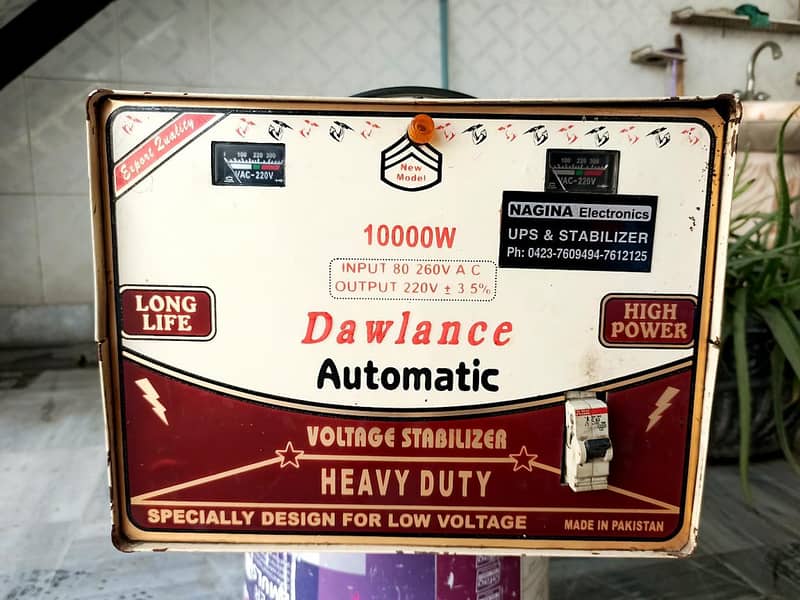 Export Quality
100 220 300
VAC-220V
New
Model
100 220 300
VAC-220V
NAGINA Electronics
UPS & STABILIZER
Ph: 0423-7609494-7612125
10000W
INPUT 80 260V A C
OUTPUT 220V ± 3 5%
LONG
LIFE
HIGH
POWER
Dawlance
Automatic
VOLTAGE STABILIZER
HEAVY DUTY
SPECIALLY DESIGN FOR LOW VOLTAGE
MADE IN PAKISTAN